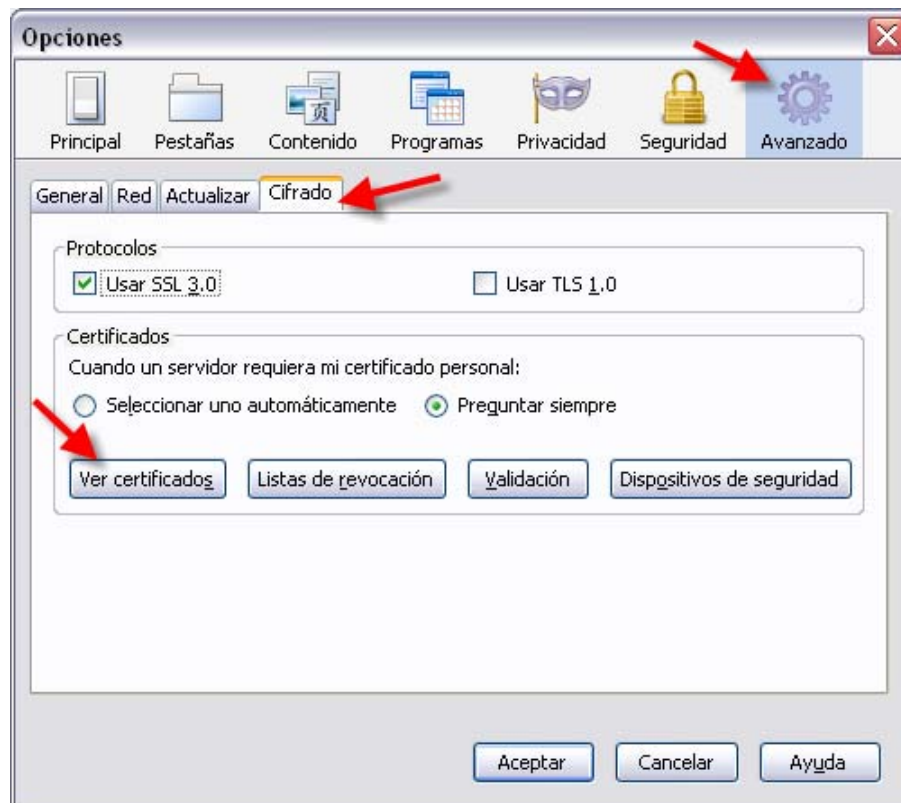 Opciones
页
Principal Pestañas Contenido Programas Privacidad Seguridad Avanzado
General Red Actualizar Cifrado
Protocolos
Usar SSL 3.0 Usar TLS 1.0
Certificados
Cuando un servidor requiera mi certificado personal:
Seleccionar uno automáticamente Preguntar siempre
Ver certificados Listas de revocación Validación Dispositivos de seguridad
Aceptar Cancelar Ayuda